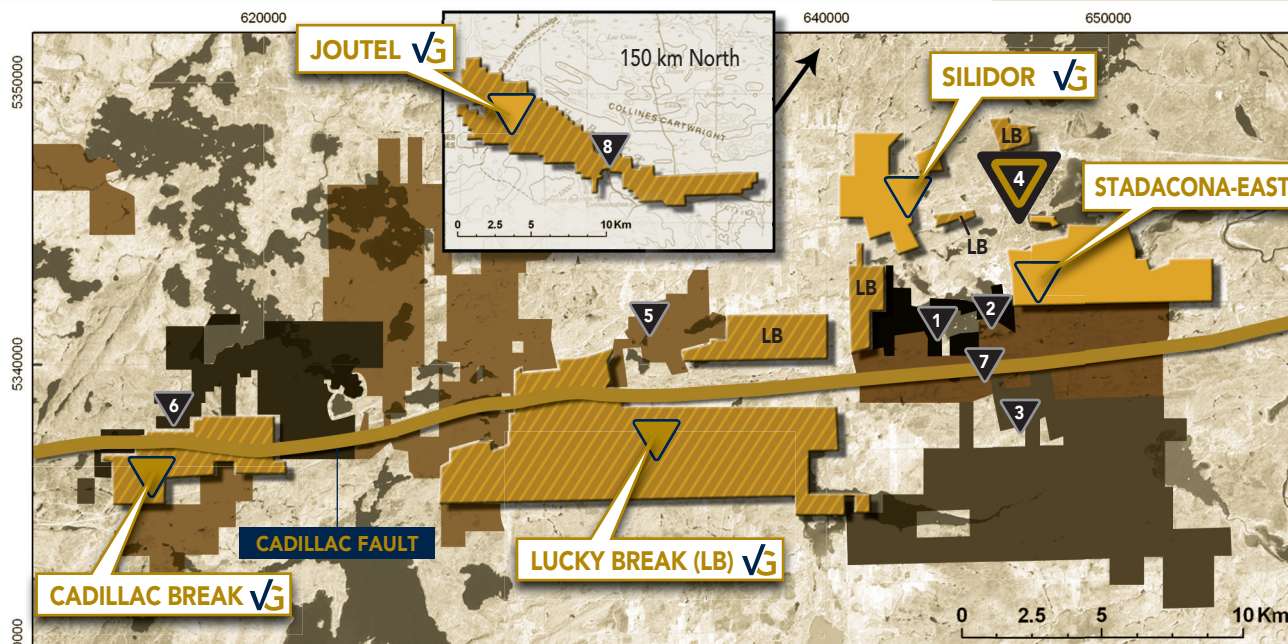 620000
640000
650000
5350000
5340000
JOUTEL VG
150 km North
COLLINES CARTWRIGHT
8
0 2.5 5 10 Km
SILIDOR VG
LB
4
STADACONA-EAST
LB
LB
1
2
5
LB
7
6
3
CADILLAC FAULT
LUCKY BREAK (LB) VG
CADILLAC BREAK VG
0 2.5 5 10 Km